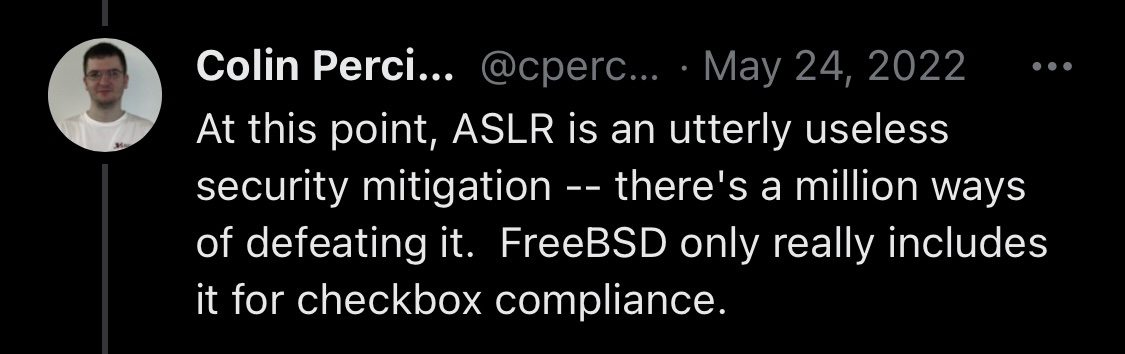 Colin Perci... @cperc... · May 24, 2022
At this point, ASLR is an utterly useless
security mitigation -- there's a million ways
of defeating it.  FreeBSD only really includes
it for checkbox compliance.